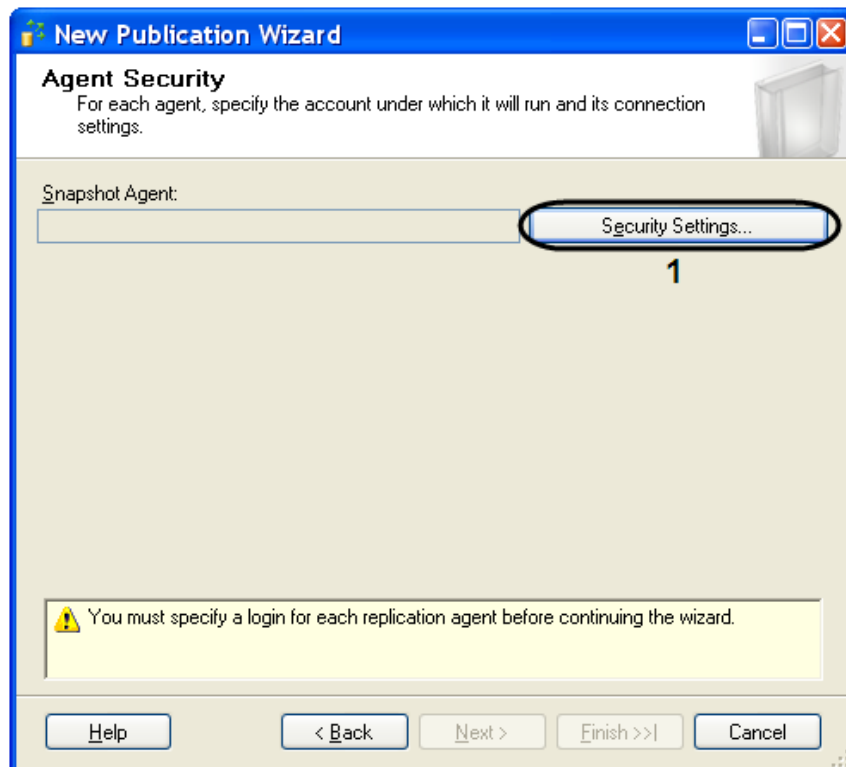 New Publication Wizard
Agent Security
For each agent, specify the account under which it will run and its connection
settings.
Snapshot Agent:
Security Settings...
1
You must specify a login for each replication agent before continuing the wizard.
Help
< Back
Next >
Finish >>|
Cancel